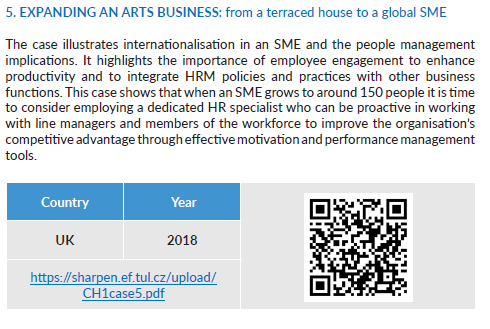 5. EXPANDING AN ARTS BUSINESS: from a terraced house to a global SME
The case illustrates internationalisation in an SME and the people management
implications. It highlights the importance of employee engagement to enhance
productivity and to integrate HRM policies and practices with other business
functions. This case shows that when an SME grows to around 150 people it is time
to consider employing a dedicated HR specialist who can be proactive in working
with line managers and members of the workforce to improve the organisation's
competitive advantage through effective motivation and performance management
tools.
Country Year
UK 2018
https://sharpen.ef.tul.cz/upload/
CH1case5.pdf